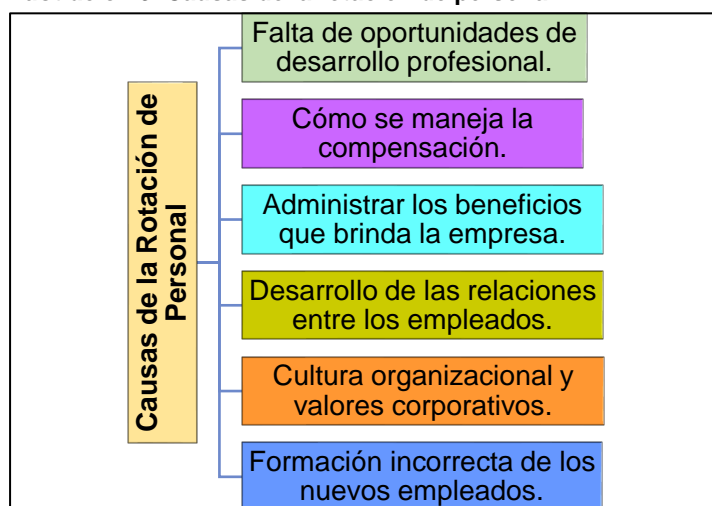 Causas de la Rotación de
Personal
Falta de oportunidades de
desarrollo profesional.
Cómo se maneja la
compensación.
Administrar los beneficios
que brinda la empresa.
Desarrollo de las relaciones
entre los empleados.
Cultura organizacional y
valores corporativos.
Formación incorrecta de los
nuevos empleados.